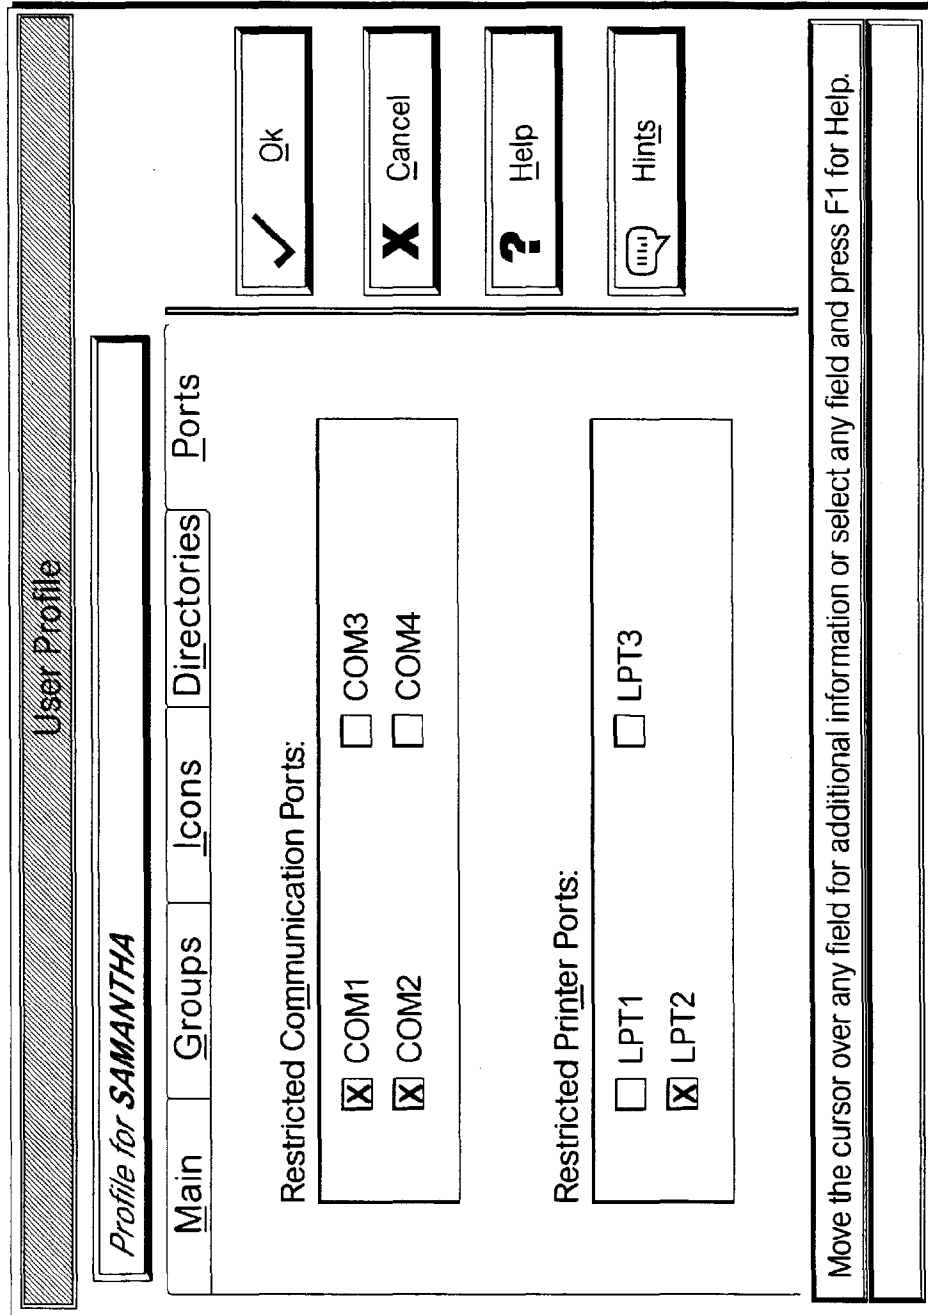 User Profile
Profile for SAMANTHA
Main Groups Icons Directories Ports
Restricted Communication Ports:
X COM1 COM3
X COM2 COM4
Restricted Printer Ports:
LPT1 LPT3
X LPT2
Ok
X Cancel
? Help
Hints
Move the cursor over any field for additional information or select any field and press F1 for Help.